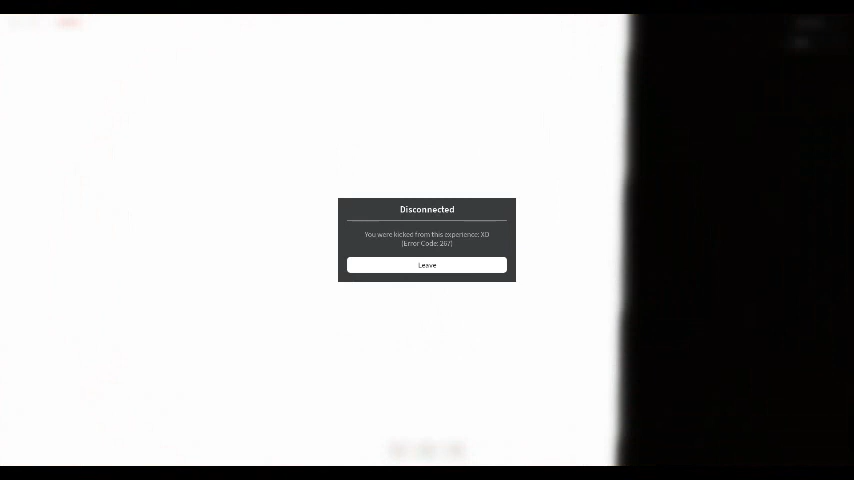 Disconnected
You were kicked from this experience: XD
(Error Code: 267)
Leave